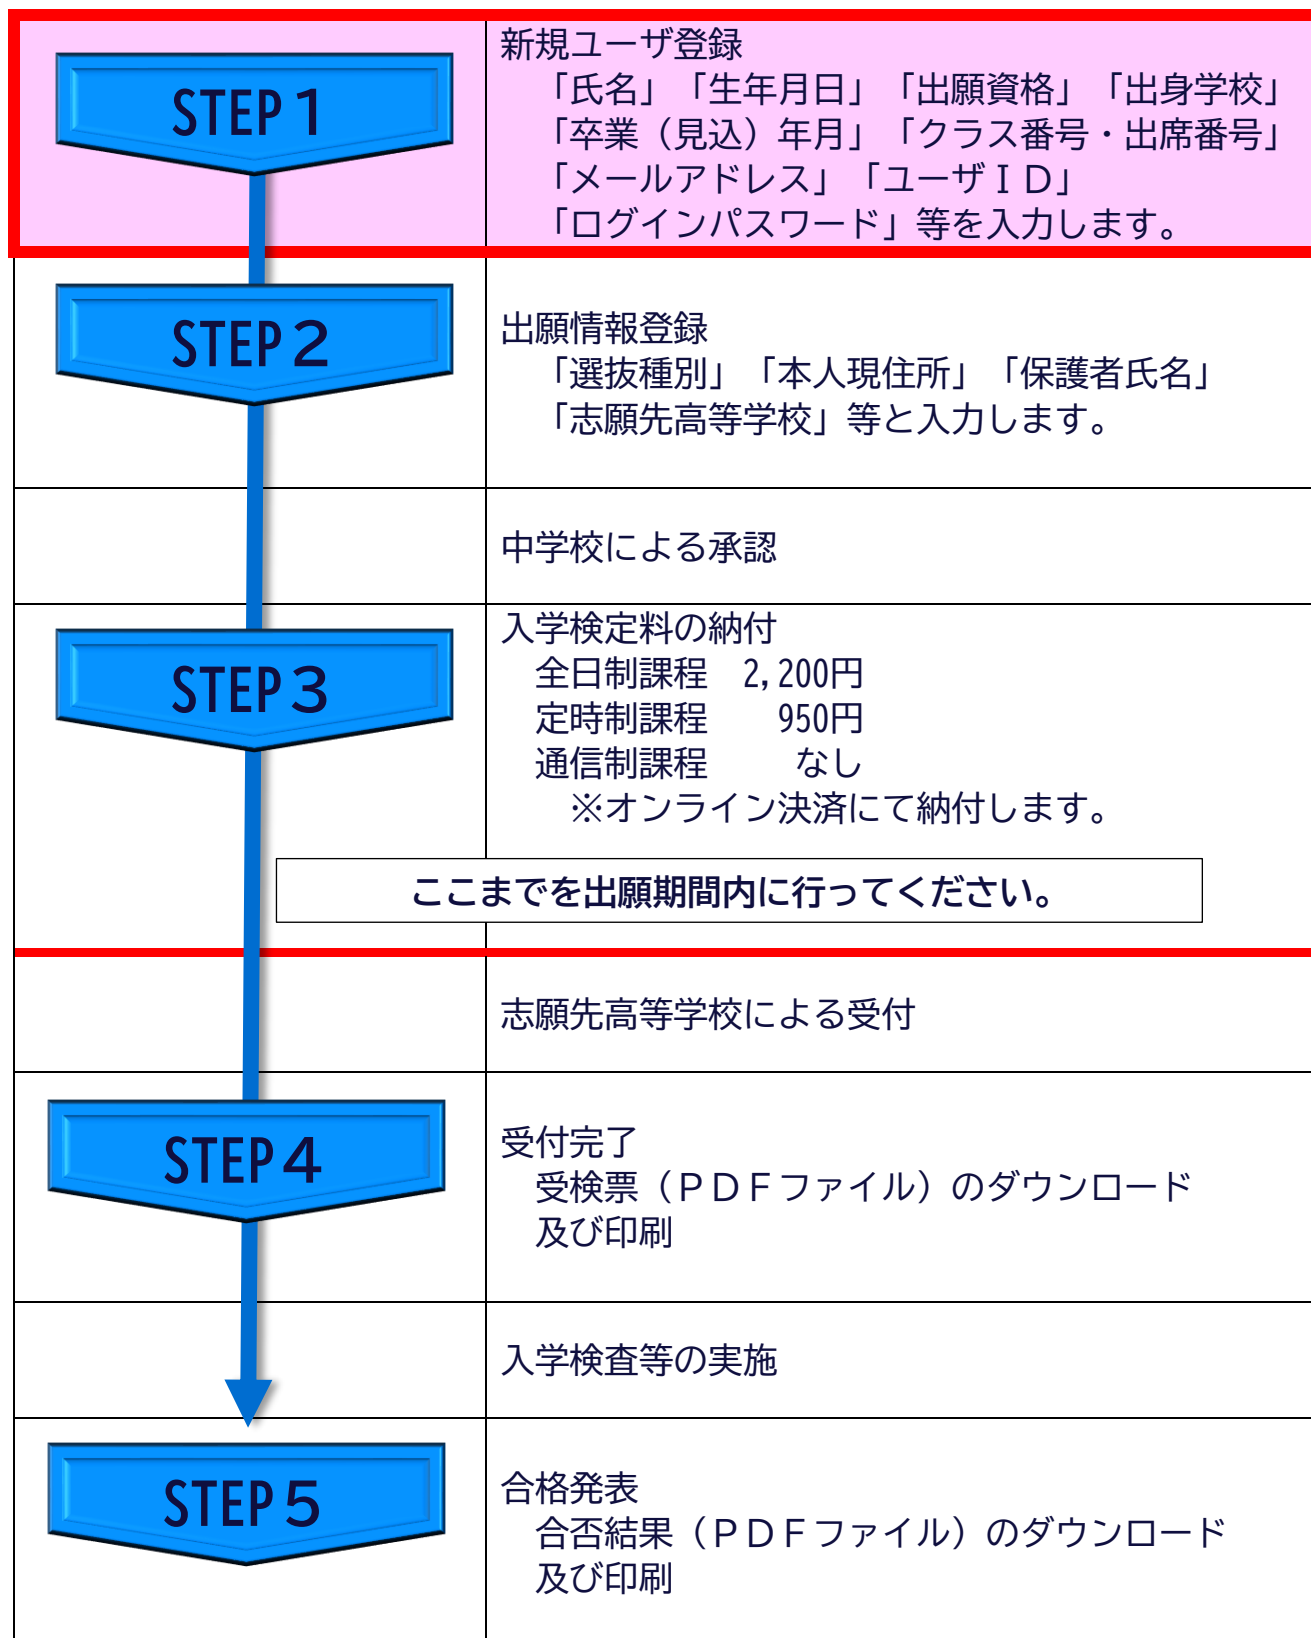 STEP１
新規ユーザ登録
「氏名」「生年月日」「出願資格」「出身学校」
「卒業（見込）年月」「クラス番号・出席番号」
「メールアドレス」「ユーザＩＤ」
「ログインパスワード」等を入力します。
STEP２
出願情報登録
「選抜種別」「本人現住所」「保護者氏名」
「志願先高等学校」等と入力します。
中学校による承認
STEP３
入学検定料の納付
全日制課程　2,200円
定時制課程　　950円
通信制課程　　なし
※オンライン決済にて納付します。
ここまでを出願期間内に行ってください。
志願先高等学校による受付
STEP４
受付完了
受検票（ＰＤＦファイル）のダウンロード
及び印刷
入学検査等の実施
STEP５
合格発表
合否結果（ＰＤＦファイル）のダウンロード
及び印刷